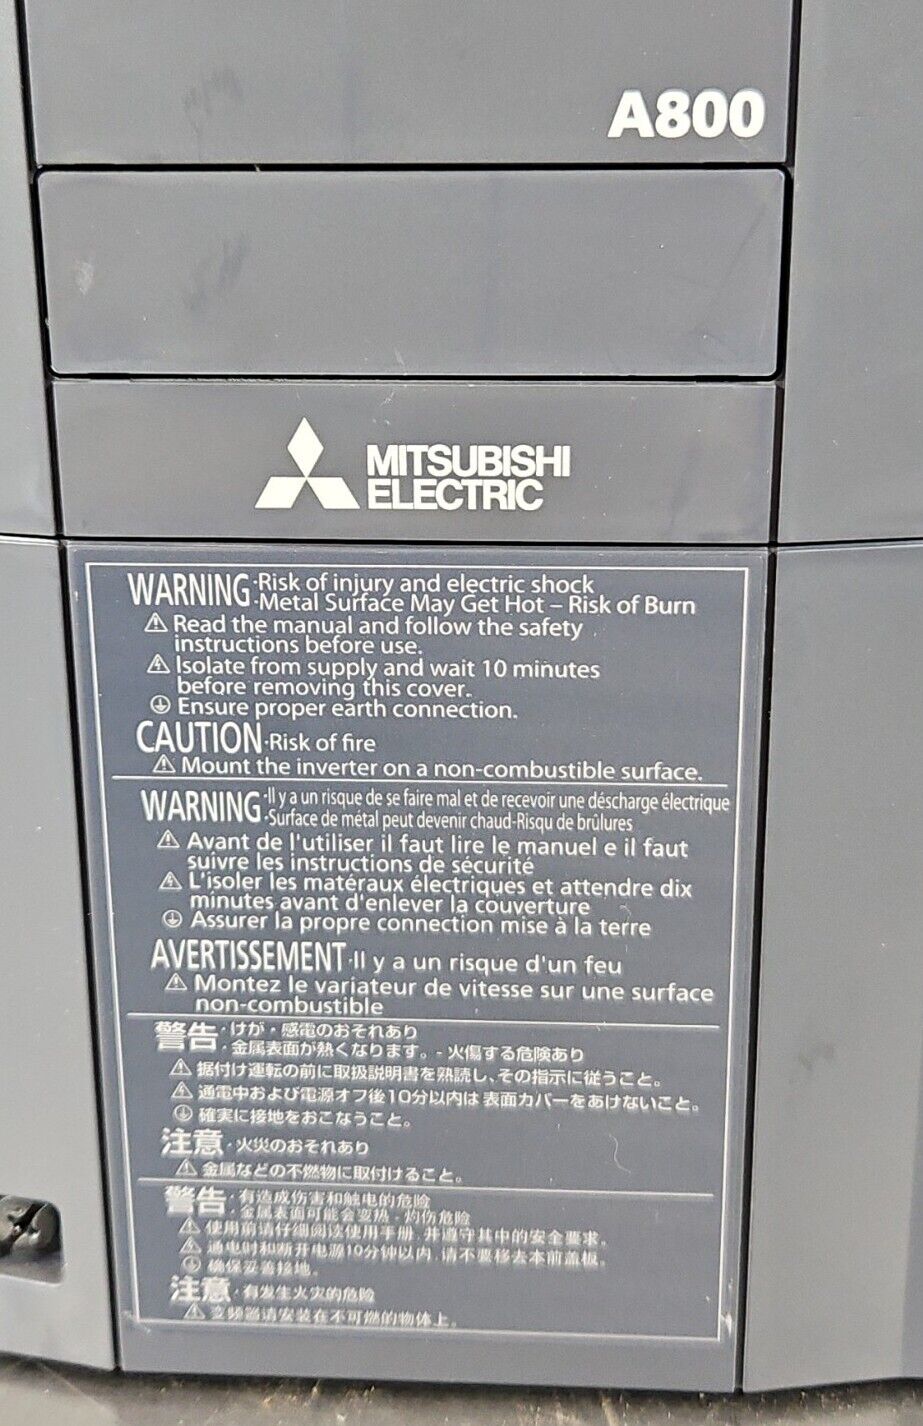 A800
MITSUBISHI
ELECTRIC
WARNING ·Risk of injury and electric shock
·Metal Surface May Get Hot – Risk of Burn
Read the manual and follow the safety
instructions before use.
Isolate from supply and wait 10 minutes
before removing this cover.
Ensure proper earth connection.
CAUTION ·Risk of fire
Mount the inverter on a non-combustible surface.
WARNING ·Il y a un risque de se faire mal et de recevoir une déscharge électrique
·Surface de métal peut devenir chaud-Risqu de brûlures
Avant de l'utiliser il faut lire le manuel e il faut
suivre les instructions de sécurité
L'isoler les matéraux électriques et attendre dix
minutes avant d'enlever la couverture
Assurer la propre connection mise à la terre
AVERTISSEMENT ·Il y a un risque d'un feu
Montez le variateur de vitesse sur une surface
non-combustible
警告 ·けが・感電のおそれあり
·金属表面が熱くなります。- 火傷する危険あり
据付け運転の前に取扱説明書を熟読し、その指示に従うこと。
通電中および電源オフ後10分以内は表面カバーをあけないこと。
確実に接地をおこなうこと。
注意 ·火災のおそれあり
金属などの不燃物に取付けること。
警告 ·有造成伤害和触电的危险
·金属表面可能会变热·灼伤危险
使用前请仔细阅读使用手册，并遵守其中的安全要求。
通电时和断开电源10分钟以内，请不要移去本前盖板。
确保妥善接地。
注意 ·有发生火灾的危险
变频器请安装在不可燃的物体上。